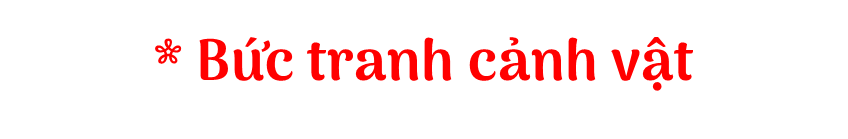 * Bức tranh cảnh vật